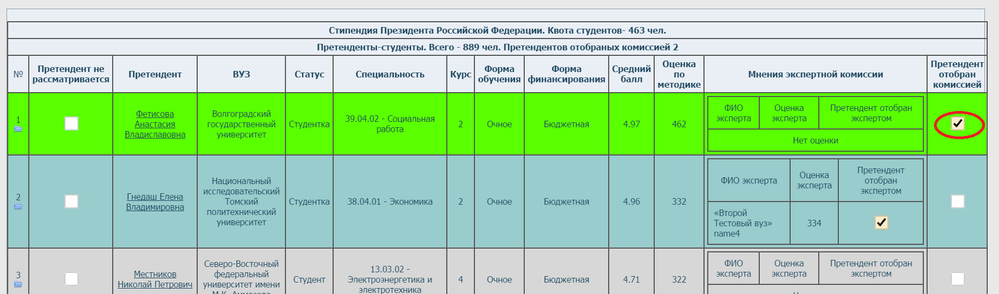 Стипендия Президента Российской Федерации. Квота студентов- 463 чел.
Претенденты-студенты. Всего - 889 чел. Претендентов отобраных комиссией 2
№
Претендент не
рассматривается
Претендент
ВУЗ
Статус
Специальность
Курс
Форма
обучения
Форма
финансирования
Средний
балл
Оценка
по
методике
Мнения экспертной комиссии
Претендент
отобран
комиссией
1
Фетисова
Анастасия
Владиславовна
Волгоградский
государственный
университет
Студентка
39.04.02 - Социальная
работа
2
Очное
Бюджетная
4.97
462
ФИО
эксперта
Оценка
эксперта
Претендент отобран
экспертом
Нет оценки
2
Гнедаш Елена
Владимировна
Национальный
исследовательский
Томский
политехнический
университет
Студентка
38.04.01 - Экономика
2
Очное
Бюджетная
4.96
332
ФИО эксперта
Оценка
эксперта
Претендент
отобран
экспертом
«Второй
Тестовый вуз»
name4
334
3
Местников
Николай Петрович
Северо-Восточный
федеральный
университет имени
Студент
13.03.02 -
Электроэнергетика и
электротехника
4
Очное
Бюджетная
4.71
322
ФИО
эксперта
Оценка
эксперта
Претендент отобран
экспертом